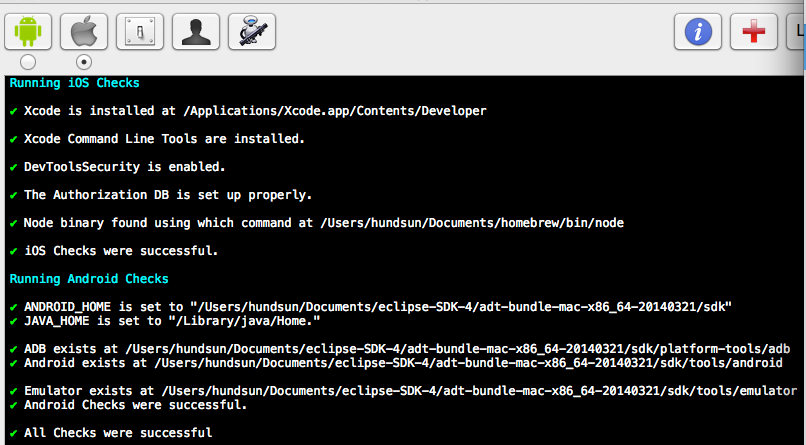 Running iOS Checks
✔ Xcode is installed at /Applications/Xcode.app/Contents/Developer
✔ Xcode Command Line Tools are installed.
✔ DevToolsSecurity is enabled.
✔ The Authorization DB is set up properly.
✔ Node binary found using which command at /Users/hundsun/Documents/homebrew/bin/node
✔ iOS Checks were successful.
Running Android Checks
✔ ANDROID_HOME is set to "/Users/hundsun/Documents/eclipse-SDK-4/adt-bundle-mac-x86_64-20140321/sdk"
✔ JAVA_HOME is set to "/Library/java/Home."
✔ ADB exists at /Users/hundsun/Documents/eclipse-SDK-4/adt-bundle-mac-x86_64-20140321/sdk/platform-tools/adb
✔ Android exists at /Users/hundsun/Documents/eclipse-SDK-4/adt-bundle-mac-x86_64-20140321/sdk/tools/android
✔ Emulator exists at /Users/hundsun/Documents/eclipse-SDK-4/adt-bundle-mac-x86_64-20140321/sdk/tools/emulator
✔ Android Checks were successful.
✔ All Checks were successful